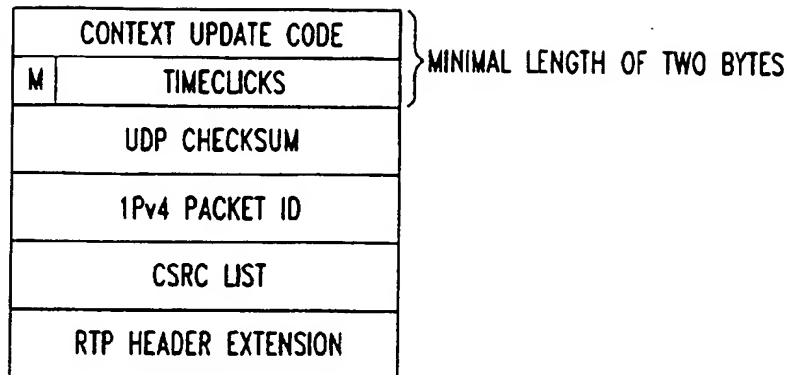 CONTEXT UPDATE CODE
MINIMAL LENGTH OF TWO BYTES
M TIMECLICKS
UDP CHECKSUM
1Pv4 PACKET ID
CSRC LIST
RTP HEADER EXTENSION